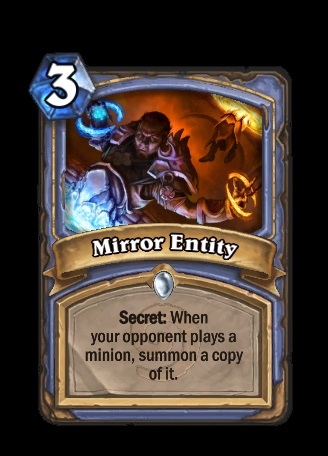 3
Mirror Entity
Secret: When
your opponent plays a
minion, summon a copy
of it.